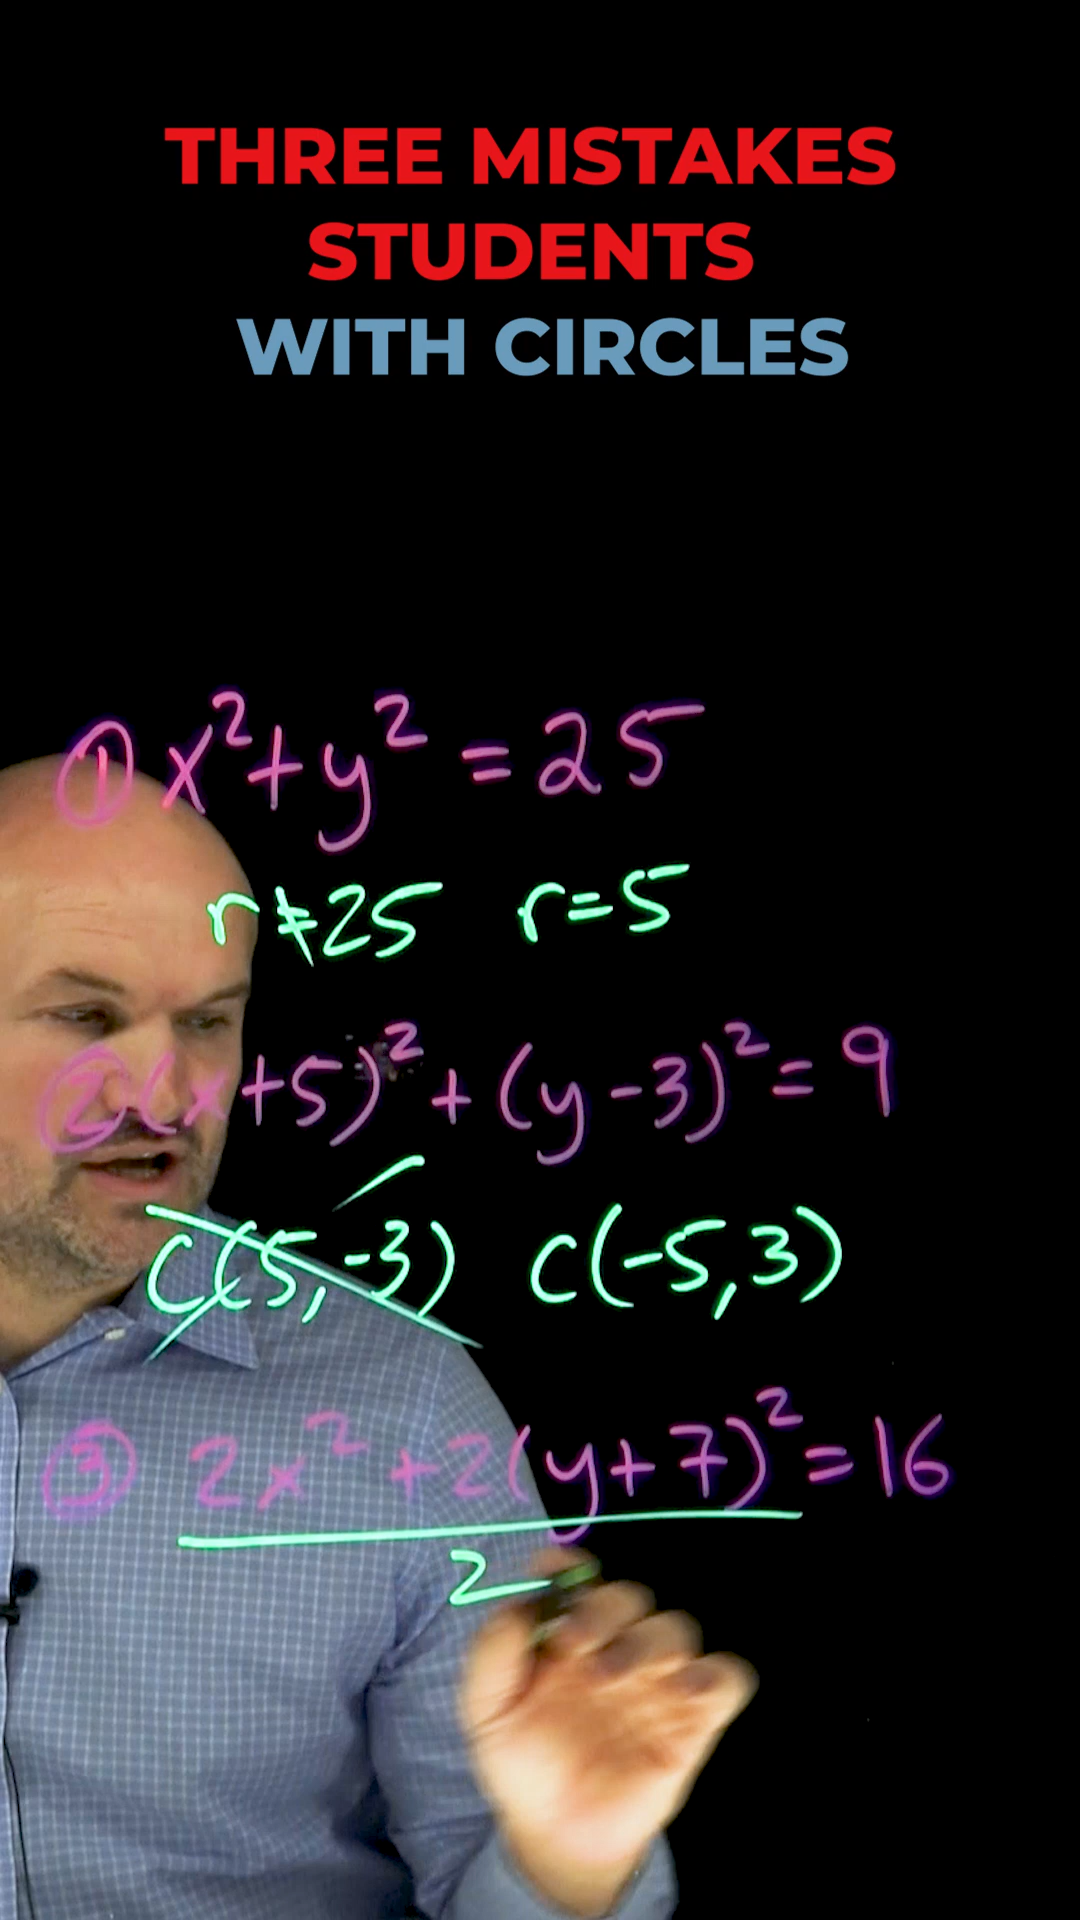 THREE MISTAKES
STUDENTS
WITH CIRCLES
① x² + y² = 25
r ≠ 25 r = 5
② (x + 5)² + (y - 3)² = 9
c(5, -3) c(-5, 3)
③ 2x² + 2(y + 7)² = 16
2